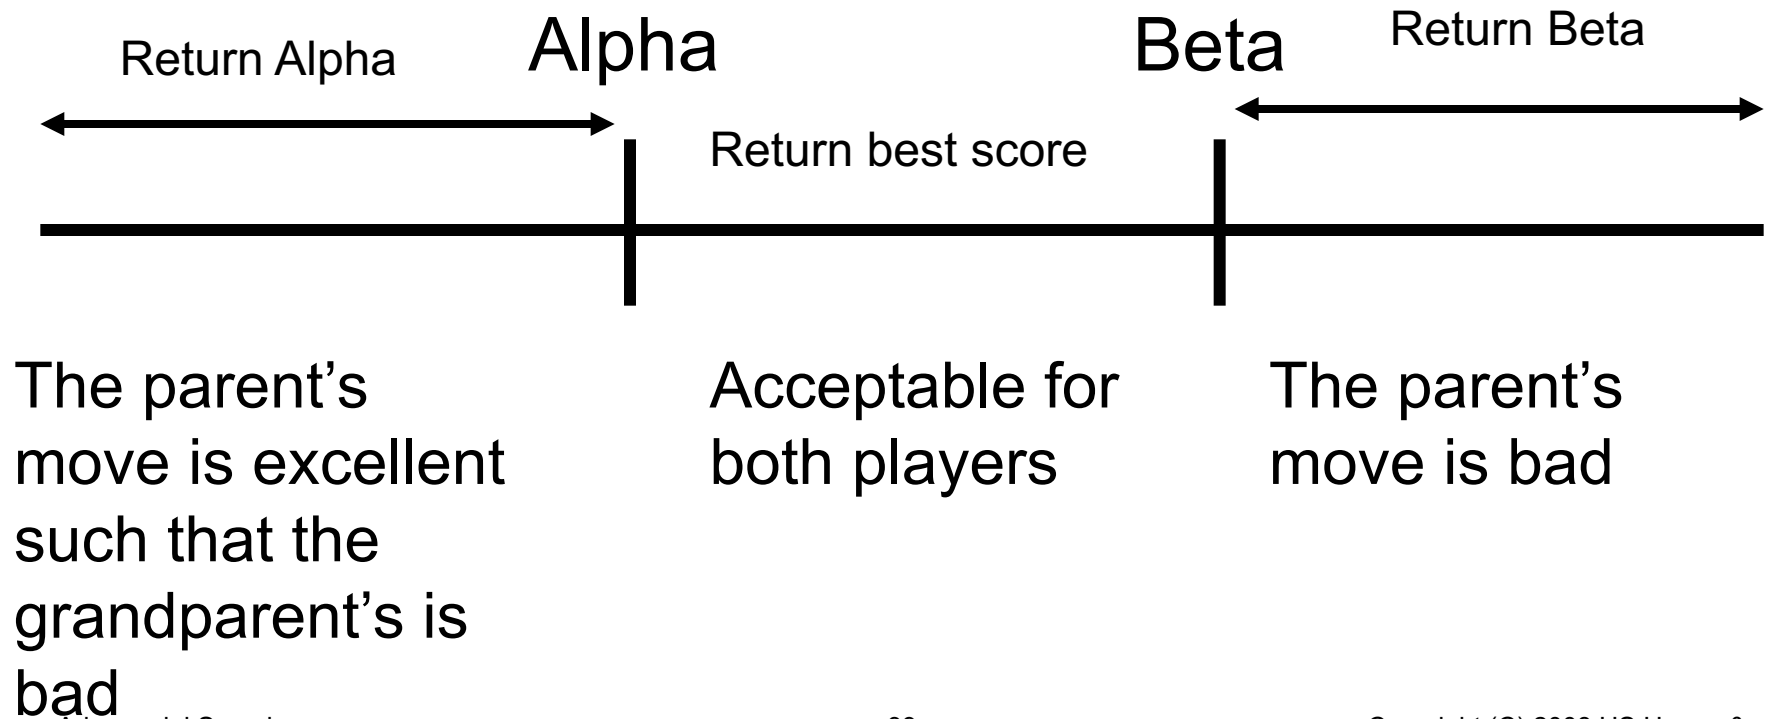 Return Alpha
Alpha
Beta
Return Beta
Return best score
The parent’s
move is excellent
such that the
grandparent’s is
bad
Acceptable for
both players
The parent’s
move is bad